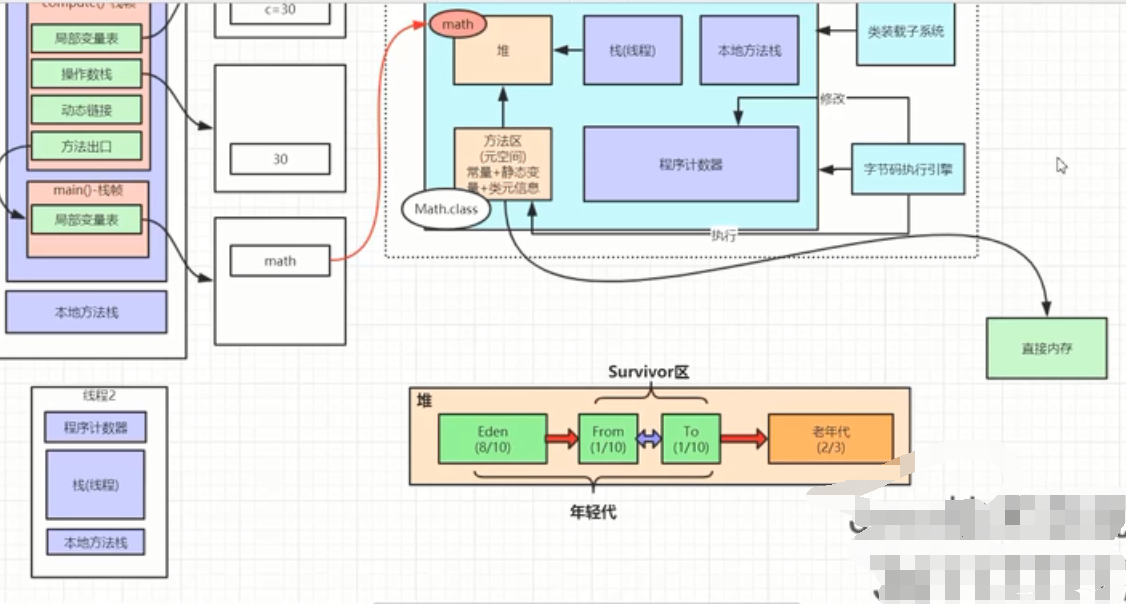 compute()-栈帧
局部变量表
操作数栈
动态链接
方法出口
main()-栈帧
局部变量表
本地方法栈
c=30
30
math
math
堆
栈(线程)
本地方法栈
类装载子系统
修改
方法区
(元空间)
常量+静态变
量+类元信息
程序计数器
字节码执行引擎
Math.class
执行
直接内存
线程2
程序计数器
栈(线程)
本地方法栈
Survivor区
堆
Eden
(8/10)
From
(1/10)
To
(1/10)
老年代
(2/3)
年轻代